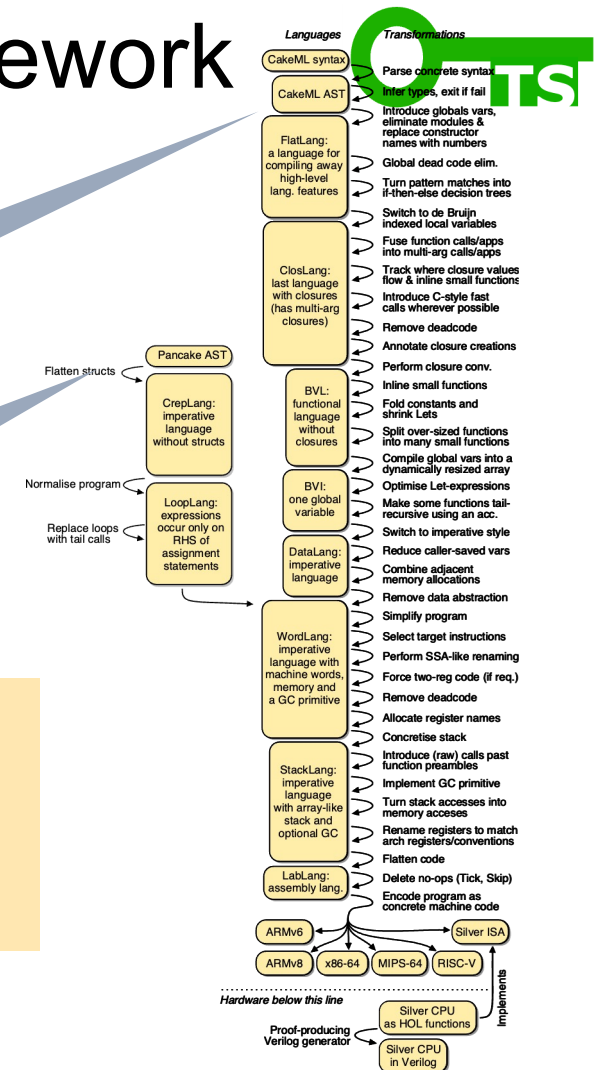 ework
TS
Languages
Transformations
CakeML syntax
Parse concrete syntax
CakeML AST
Infer types, exit if fail
Introduce globals vars,
eliminate modules &
replace constructor
names with numbers
FlatLang:
a language for
compiling away
high-level
lang. features
Global dead code elim.
Turn pattern matches into
if-then-else decision trees
Switch to de Bruijn
indexed local variables
Fuse function calls/apps
into multi-arg calls/apps
ClosLang:
last language
with closures
(has multi-arg
closures)
Track where closure values
flow & inline small functions
Introduce C-style fast
calls wherever possible
Remove deadcode
Annotate closure creations
Perform closure conv.
Pancake AST
Flatten structs
CrepLang:
imperative
language
without structs
Normalise program
LoopLang:
expressions
occur only on
RHS of
assignment
statements
Replace loops
with tail calls
BVL:
functional
language
without
closures
Inline small functions
Fold constants and
shrink Lets
Split over-sized functions
into many small functions
Compile global vars into a
dynamically resized array
BVI:
one global
variable
Optimise Let-expressions
Make some functions tail-
recursive using an acc.
Switch to imperative style
DataLang:
imperative
language
Reduce caller-saved vars
Combine adjacent
memory allocations
Remove data abstraction
WordLang:
imperative
language with
machine words,
memory and
a GC primitive
Simplify program
Select target instructions
Perform SSA-like renaming
Force two-reg code (if req.)
Remove deadcode
Allocate register names
Concretise stack
StackLang:
imperative
language
with array-like
stack and
optional GC
Introduce (raw) calls past
function preambles
Implement GC primitive
Turn stack accesses into
memory acceses
Rename registers to match
arch registers/conventions
Flatten code
LabLang:
assembly lang.
Delete no-ops (Tick, Skip)
Encode program as
concrete machine code
ARMv6
Silver ISA
ARMv8
x86-64
MIPS-64
RISC-V
Hardware below this line
Implements
Silver CPU
as HOL functions
Proof-producing
Verilog generator
Silver CPU
in Verilog